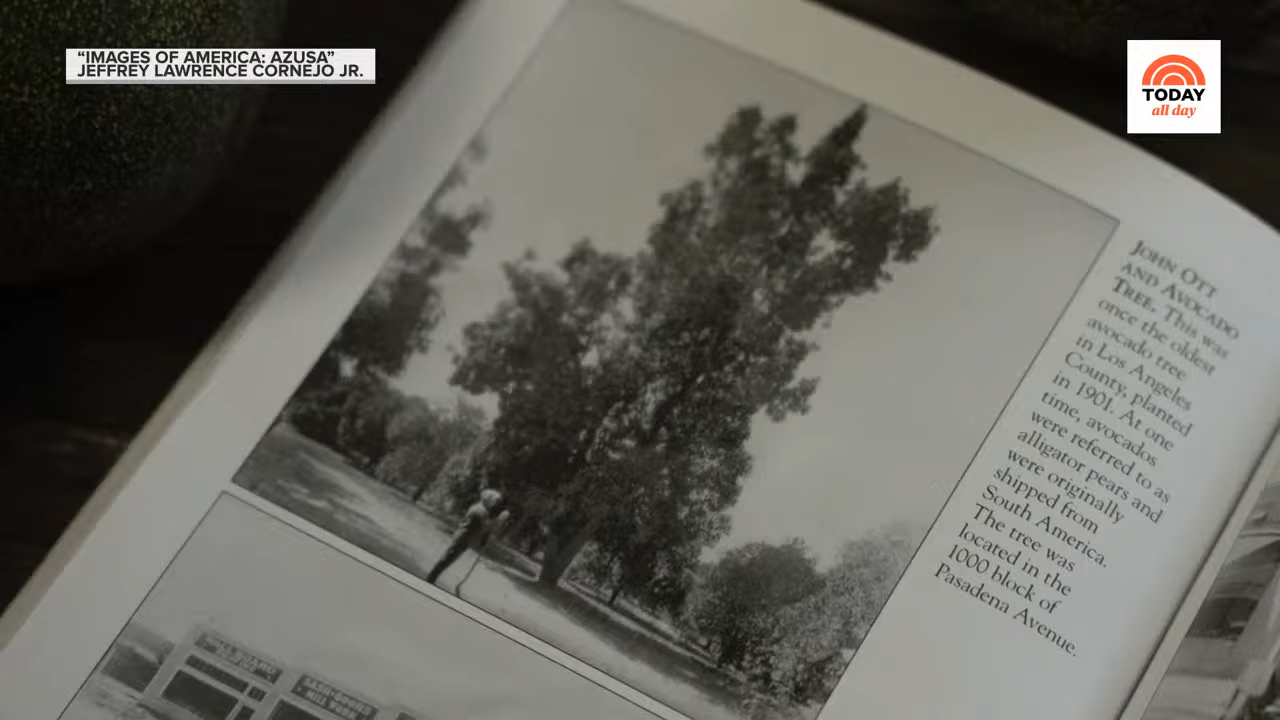 “IMAGES OF AMERICA: AZUSA”
JEFFREY LAWRENCE CORNEJO JR.
TODAY
all day
JOHN OTT
AND AVOCADO
TREE. This was
once the oldest
avocado tree
in Los Angeles
County, planted
in 1901. At one
time, avocados
were referred to as
alligator pears and
were originally
shipped from
South America.
The tree was
located in the
1000 block of
Pasadena Avenue.